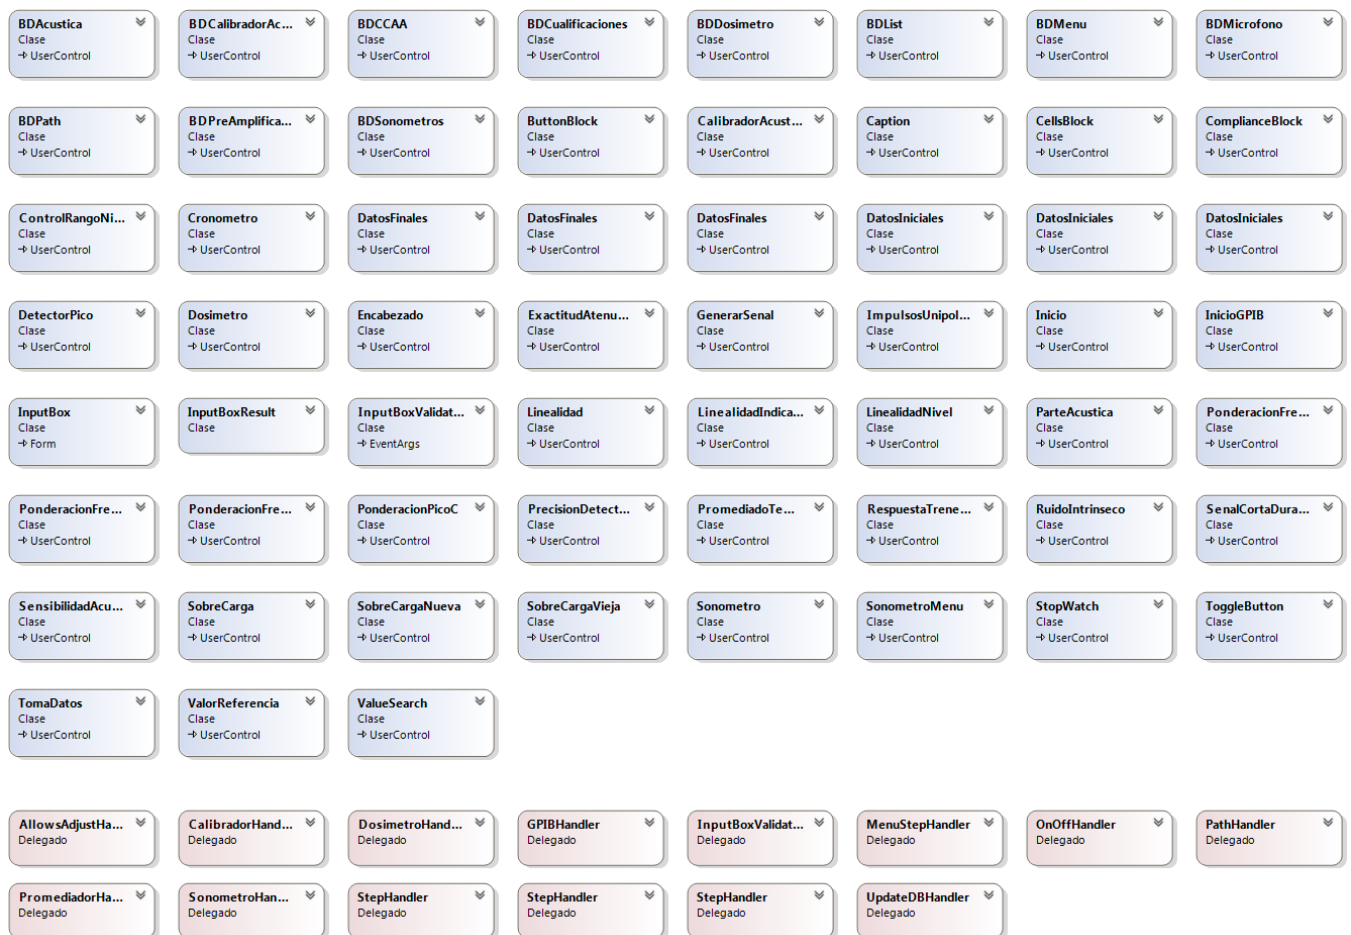 BDAcustica
Clase
UserControl
BDCalibradorAc...
Clase
UserControl
BDCCAA
Clase
UserControl
BDCualificaciones
Clase
UserControl
BDDosimetro
Clase
UserControl
BDList
Clase
UserControl
BDMenu
Clase
UserControl
BDMicrofono
Clase
UserControl
BDPath
Clase
UserControl
BDPreAmplifica...
Clase
UserControl
BDSonometros
Clase
UserControl
ButtonBlock
Clase
UserControl
CalibradorAcust...
Clase
UserControl
Caption
Clase
UserControl
CellsBlock
Clase
UserControl
ComplianceBlock
Clase
UserControl
ControlRangoNi...
Clase
UserControl
Cronometro
Clase
UserControl
DatosFinales
Clase
UserControl
DatosFinales
Clase
UserControl
DatosFinales
Clase
UserControl
DatosIniciales
Clase
UserControl
DatosIniciales
Clase
UserControl
DatosIniciales
Clase
UserControl
DetectorPico
Clase
UserControl
Dosimetro
Clase
UserControl
Encabezado
Clase
UserControl
ExactitudAtenu...
Clase
UserControl
GenerarSenal
Clase
UserControl
ImpulsosUnipol...
Clase
UserControl
Inicio
Clase
UserControl
InicioGPIB
Clase
UserControl
InputBox
Clase
Form
InputBoxResult
Clase
InputBoxValidat...
Clase
EventArgs
Linealidad
Clase
UserControl
LinealidadIndica...
Clase
UserControl
LinealidadNivel
Clase
UserControl
ParteAcustica
Clase
UserControl
PonderacionFre...
Clase
UserControl
PonderacionFre...
Clase
UserControl
PonderacionFre...
Clase
UserControl
PonderacionPicoC
Clase
UserControl
PrecisionDetect...
Clase
UserControl
PromediadoTe...
Clase
UserControl
RespuestaTrene...
Clase
UserControl
RuidoIntrinseco
Clase
UserControl
SenalCortaDura...
Clase
UserControl
SensibilidadAcu...
Clase
UserControl
SobreCarga
Clase
UserControl
SobreCargaNueva
Clase
UserControl
SobreCargaVieja
Clase
UserControl
Sonometro
Clase
UserControl
SonometroMenu
Clase
UserControl
StopWatch
Clase
UserControl
ToggleButton
Clase
UserControl
TomaDatos
Clase
UserControl
ValorReferencia
Clase
UserControl
ValueSearch
Clase
UserControl
AllowsAdjustHa...
Delegado
CalibradorHand...
Delegado
DosimetroHand...
Delegado
GPIBHandler
Delegado
InputBoxValidat...
Delegado
MenuStepHandler
Delegado
OnOffHandler
Delegado
PathHandler
Delegado
PromediadorHa...
Delegado
SonometroHan...
Delegado
StepHandler
Delegado
StepHandler
Delegado
StepHandler
Delegado
UpdateDBHandler
Delegado